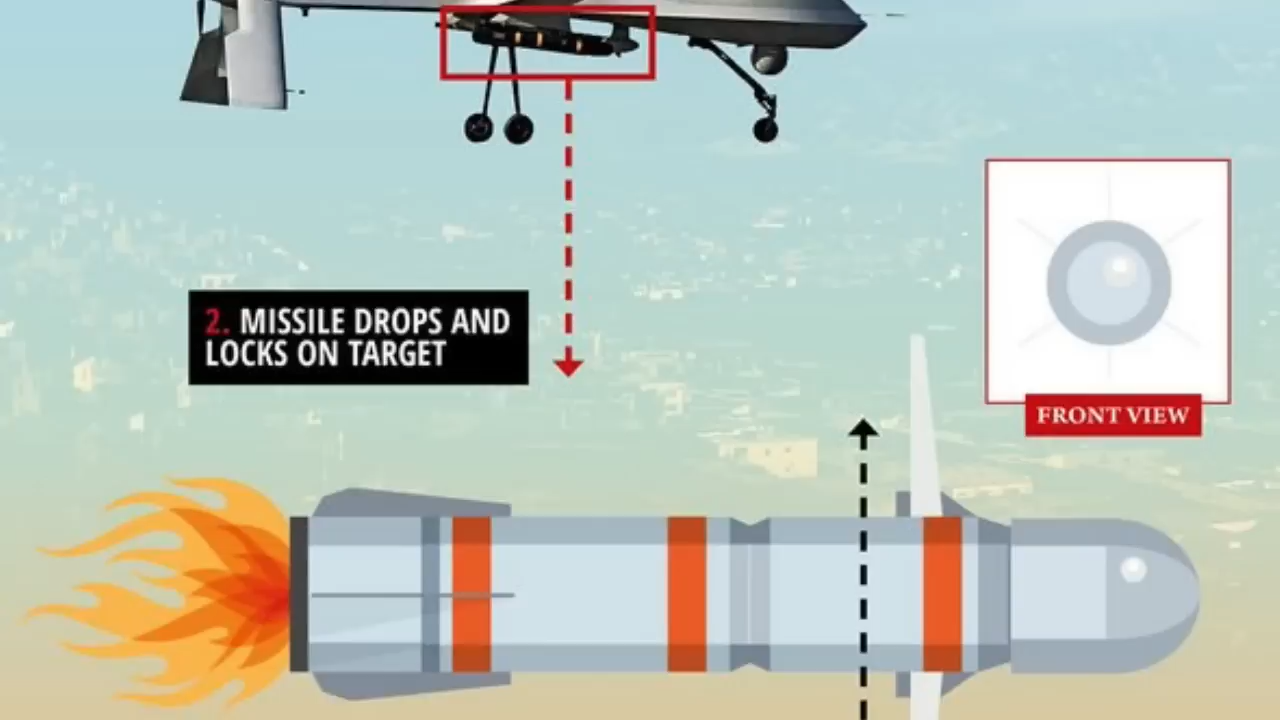 2. MISSILE DROPS AND
LOCKS ON TARGET
FRONT VIEW